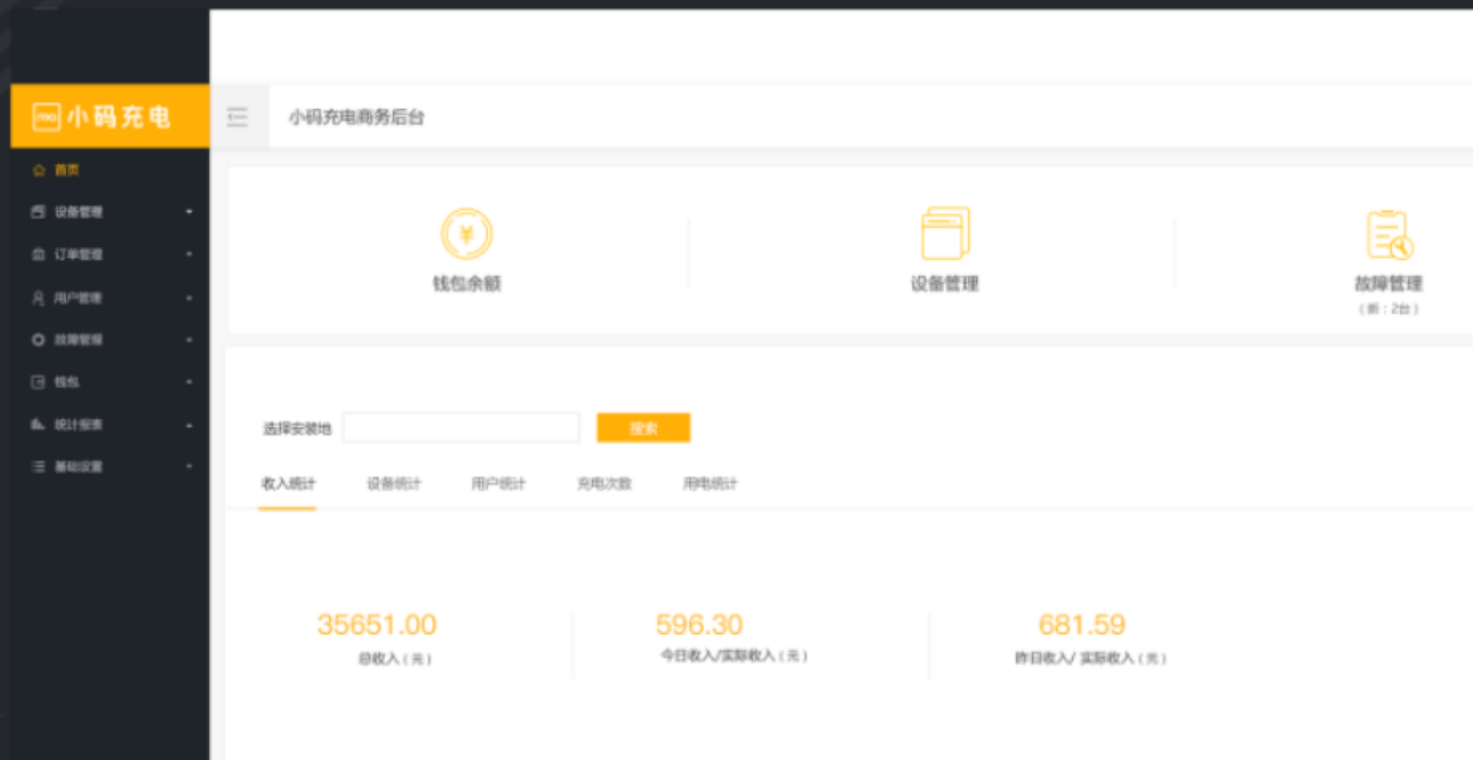 mo 小码充电
小码充电商务后台
首页
设备管理
订单管理
用户管理
故障管理
钱包
统计报表
基础设置
¥
钱包余额
设备管理
故障管理
（新：2台）
选择安装地
搜索
收入统计 设备统计 用户统计 充电次数 用电统计
35651.00
总收入（元）
596.30
今日收入/实际收入（元）
681.59
昨日收入/ 实际收入（元）